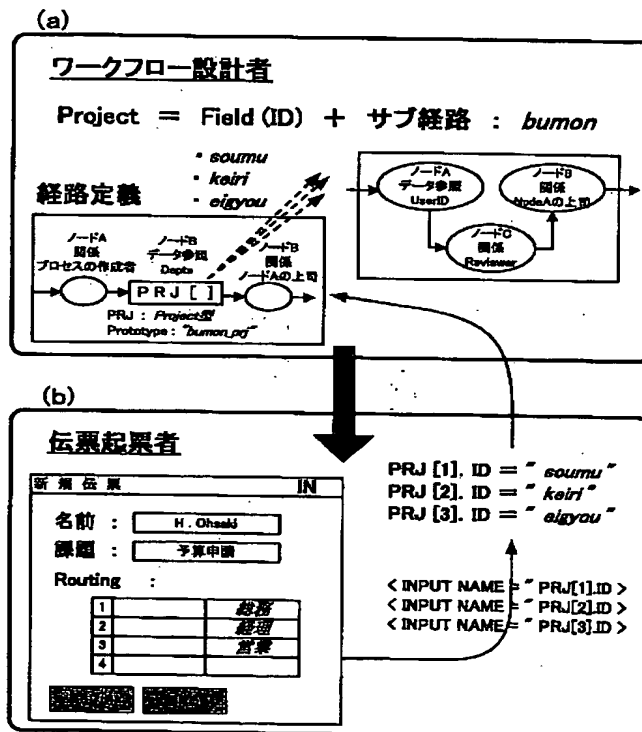 (a)
ワークフロー設計者
Project = Field (ID) + サブ経路 : bumon
・soumu
・keiri
・eigyou
経路定義
ノードA
関係
プロセスの作成者
ノードB
データ参照
Depts
ノードB
関係
ノードAの上司
PRJ [ ]
PRJ : Project型
Prototype : "bumon_prj"
ノードA
データ参照
UserID
ノードB
関係
NodeAの上司
ノードC
関係
Reviewer
(b)
伝票起票者
新規伝票 IN
名前 : H. Ohsaki
課題 : 予算申請
Routing :
1 総務
2 経理
3 営業
4
PRJ [1], ID = " soumu "
PRJ [2]. ID = " keiri "
PRJ [3]. ID = " eigyou "
< INPUT NAME = " PRJ[1].ID >
< INPUT NAME = " PRJ[2].ID >
< INPUT NAME = " PRJ[3].ID >